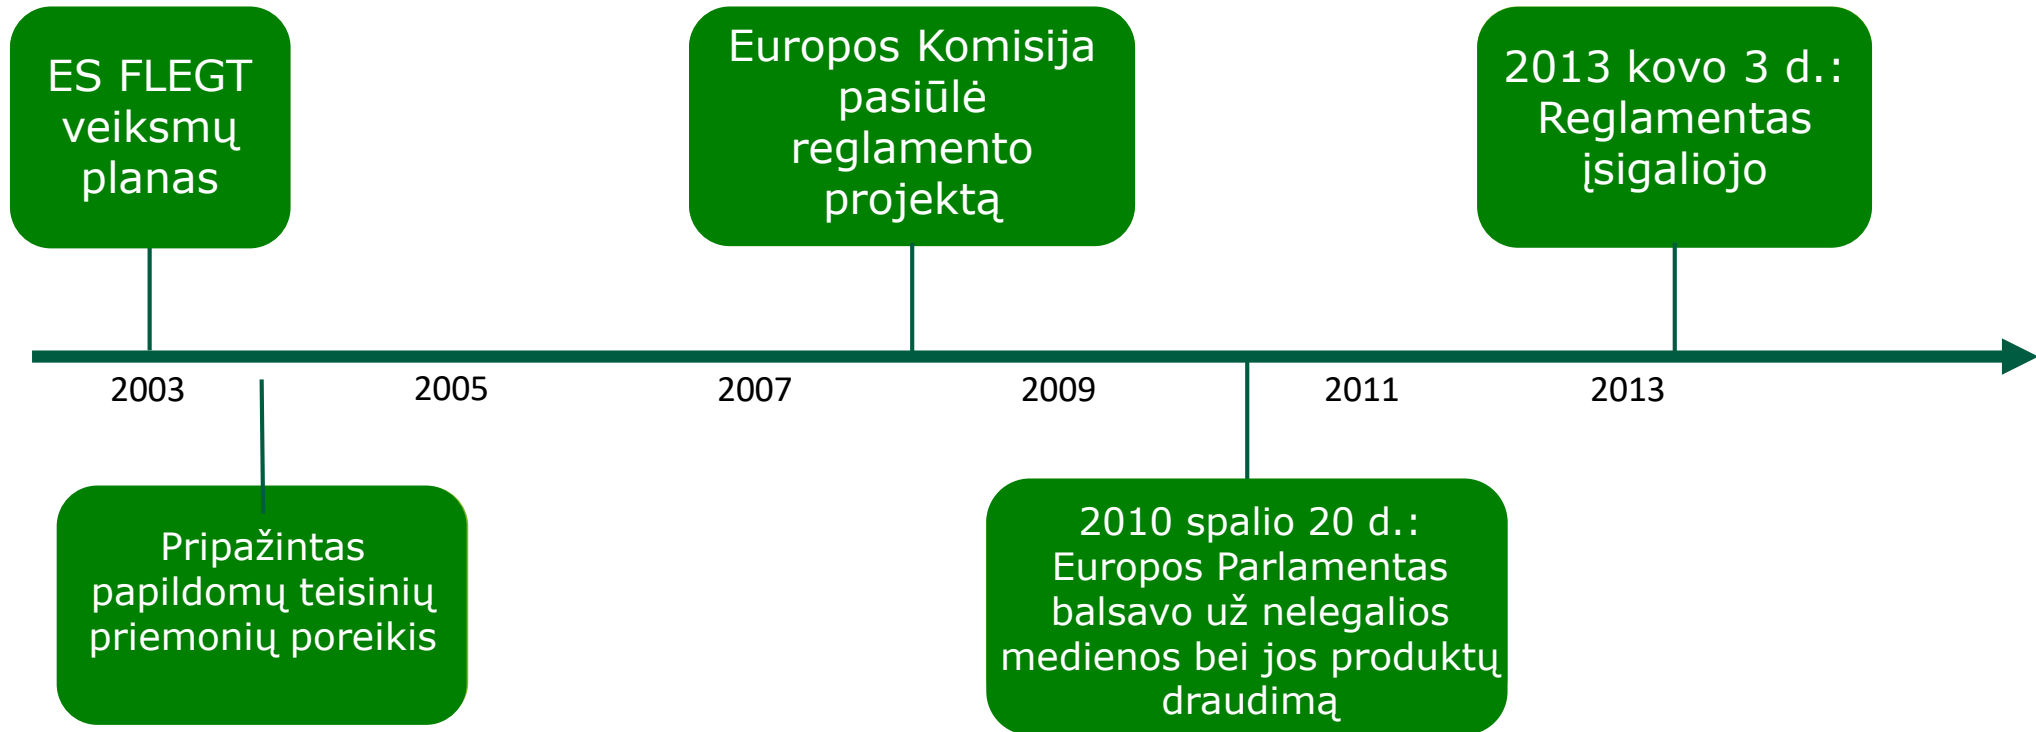 ES FLEGT
veiksmų
planas
Europos Komisija
pasiūlė
reglamento
projektą
2013 kovo 3 d.:
Reglamentas
įsigaliojo
2003
2005
2007
2009
2011
2013
Pripažintas
papildomų teisinių
priemonių poreikis
2010 spalio 20 d.:
Europos Parlamentas
balsavo už nelegalios
medienos bei jos produktų
draudimą